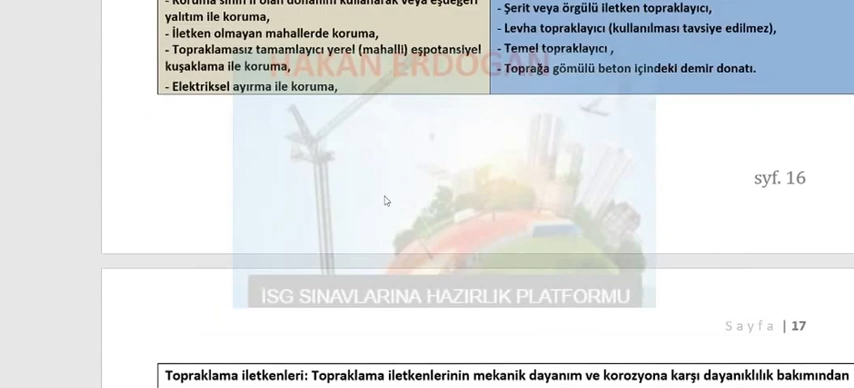 - Koruma sınıfı II olan donanım kullanarak veya eşdeğeri
yalıtım ile koruma,
- İletken olmayan mahallerde koruma,
- Topraklamasız tamamlayıcı yerel (mahalli) eşpotansiyel
kuşaklama ile koruma,
- Elektriksel ayırma ile koruma,
- Şerit veya örgülü iletken topraklayıcı,
- Levha topraklayıcı (kullanılması tavsiye edilmez),
- Temel topraklayıcı ,
- Toprağa gömülü beton içindeki demir donatı.
HAKAN ERDOĞAN
syf. 16
İSG SINAVLARINA HAZIRLIK PLATFORMU
Sayfa | 17
Topraklama iletkenleri: Topraklama iletkenlerinin mekanik dayanım ve korozyona karşı dayanıklılık bakımından